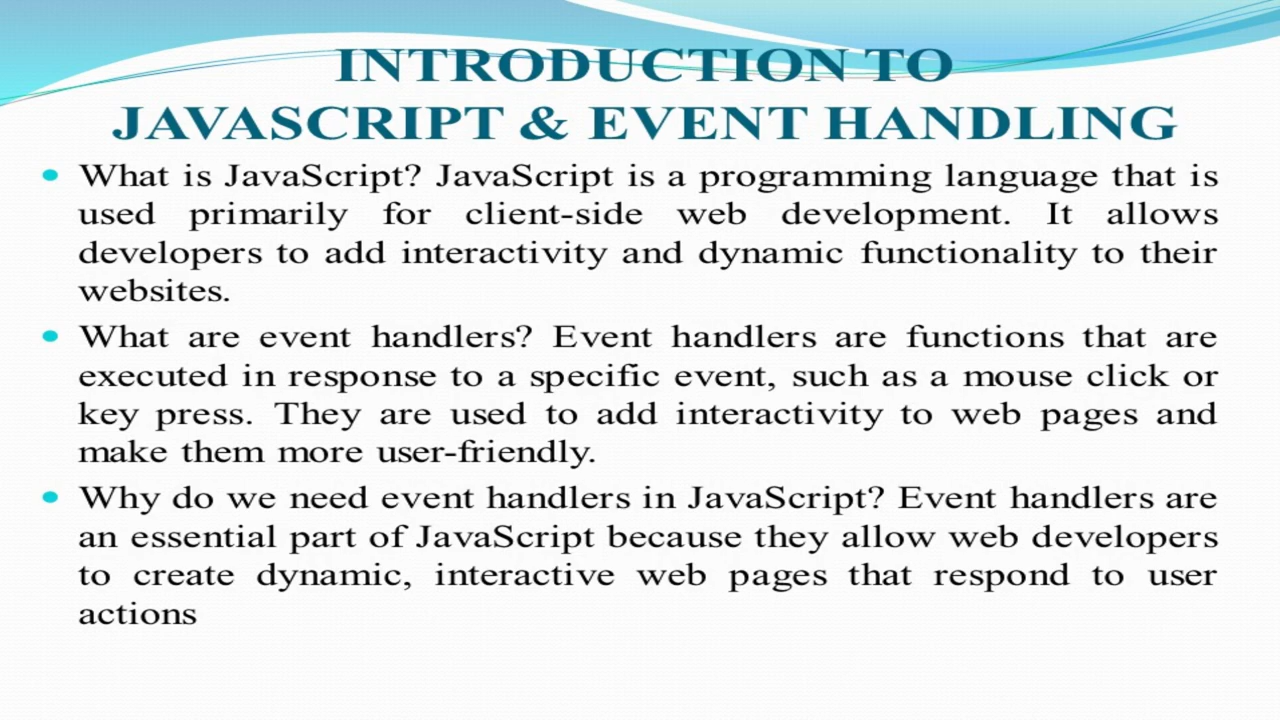 INTRODUCTION TO
JAVASCRIPT & EVENT HANDLING
• What is JavaScript? JavaScript is a programming language that is
used primarily for client-side web development. It allows
developers to add interactivity and dynamic functionality to their
websites.
• What are event handlers? Event handlers are functions that are
executed in response to a specific event, such as a mouse click or
key press. They are used to add interactivity to web pages and
make them more user-friendly.
• Why do we need event handlers in JavaScript? Event handlers are
an essential part of JavaScript because they allow web developers
to create dynamic, interactive web pages that respond to user
actions